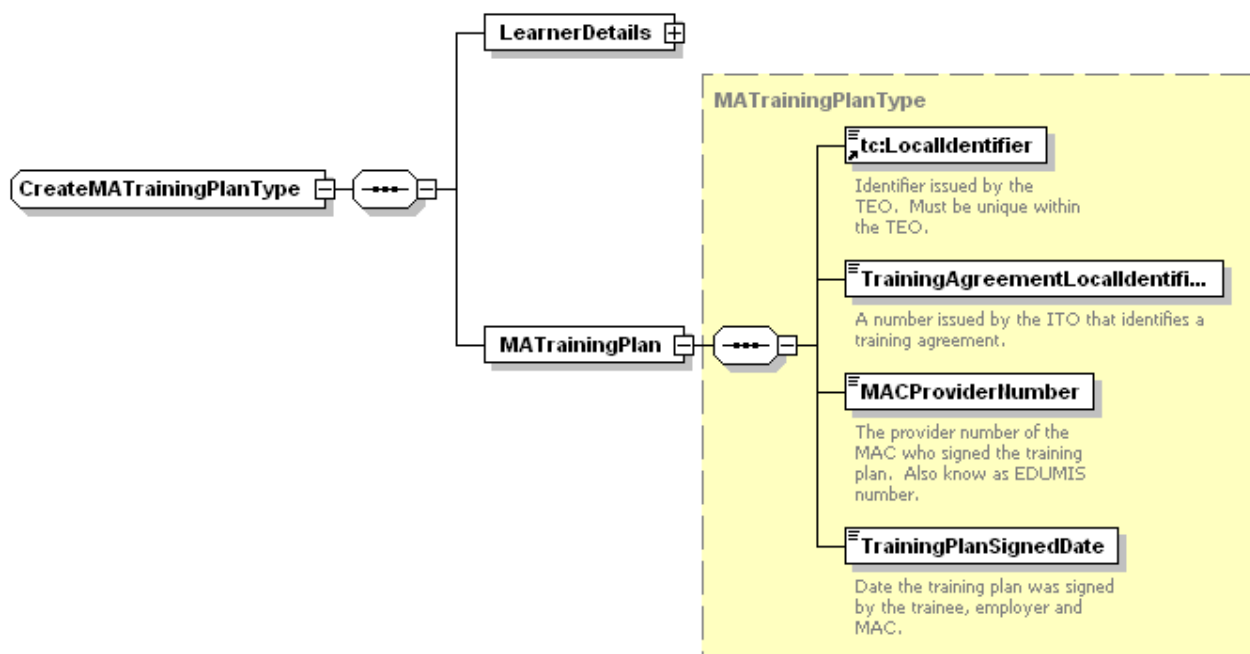 LearnerDetails
MATrainingPlanType
tc:LocalIdentifier
Identifier issued by the
TEO. Must be unique within
the TEO.
CreateMATrainingPlanType
TrainingAgreementLocalIdentifi...
A number issued by the ITO that identifies a
training agreement.
MATrainingPlan
MACProviderNumber
The provider number of the
MAC who signed the training
plan. Also know as EDUMIS
number.
TrainingPlanSignedDate
Date the training plan was signed
by the trainee, employer and
MAC.